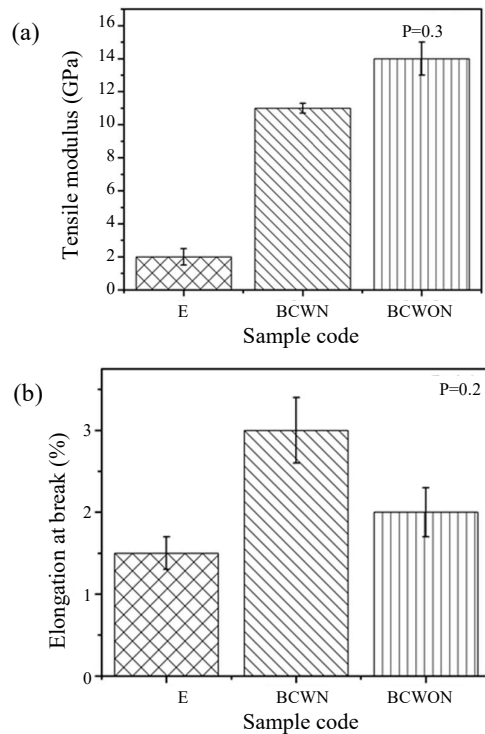 (a)
Tensile modulus (GPa)
16
14
12
10
8
6
4
2
0
P=0.3
E BCWN BCWON
Sample code
(b)
Elongation at break (%)
3
2
1
0
P=0.2
E BCWN BCWON
Sample code